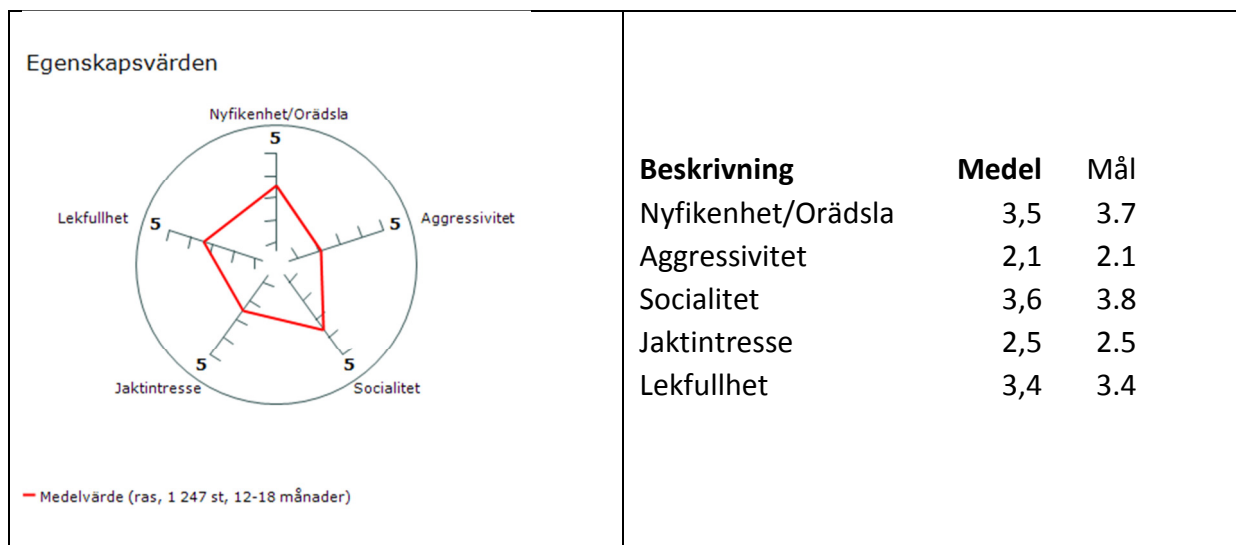 Egenskapsvärden
Nyfikenhet/Orädsla
5
Lekfullhet
5
5
Aggressivitet
5
5
Jaktintresse
Socialitet
Medelvärde (ras, 1 247 st, 12-18 månader)
Beskrivning Medel Mål
Nyfikenhet/Orädsla 3,5 3.7
Aggressivitet 2,1 2.1
Socialitet 3,6 3.8
Jaktintresse 2,5 2.5
Lekfullhet 3,4 3.4